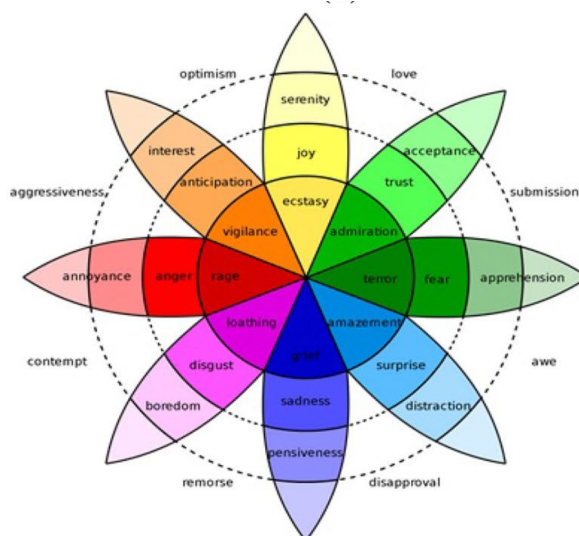 optimism
love
serenity
interest
acceptance
joy
anticipation
trust
aggressiveness
ecstasy
submission
vigilance
admiration
annoyance
anger
rage
terror
fear
apprehension
loathing
amazement
contempt
grief
awe
disgust
surprise
boredom
sadness
distraction
pensiveness
remorse
disapproval